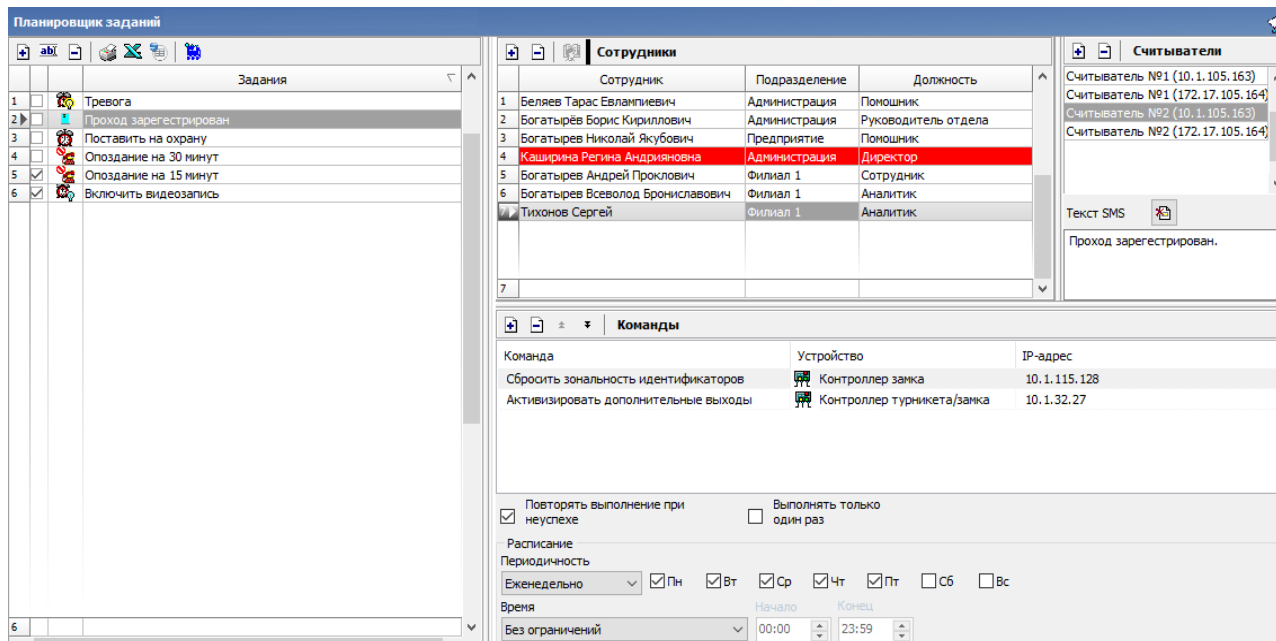 Планировщик заданий
abl
Задания
1 Тревога
2 Проход зарегестрирован
3 Поставить на охрану
4 Опоздание на 30 минут
5 Опоздание на 15 минут
6 Включить видеозапись
6
Сотрудники
Сотрудник Подразделение Должность
1 Беляев Тарас Евлампиевич Администрация Помошник
2 Богатырёв Борис Кириллович Администрация Руководитель отдела
3 Богатырев Николай Якубович Предприятие Помошник
4 Каширина Регина Андрияновна Администрация Директор
5 Богатырев Андрей Проклович Филиал 1 Сотрудник
6 Богатырев Всеволод Брониславович Филиал 1 Аналитик
7 Тихонов Сергей Филиал 1 Аналитик
7
Считыватели
Считыватель №1 (10.1.105.163)
Считыватель №1 (172.17.105.164)
Считыватель №2 (10.1.105.163)
Считыватель №2 (172.17.105.164)
Текст SMS
Проход зарегестрирован.
Команды
Команда Устройство IP-адрес
Сбросить зональность идентификаторов Контроллер замка 10.1.115.128
Активизировать дополнительные выходы Контроллер турникета/замка 10.1.32.27
Повторять выполнение при
неуспехе
Выполнять только
один раз
Расписание
Периодичность
Еженедельно Пн Вт Ср Чт Пт Сб Вс
Время Начало Конец
Без ограничений 00:00 23:59